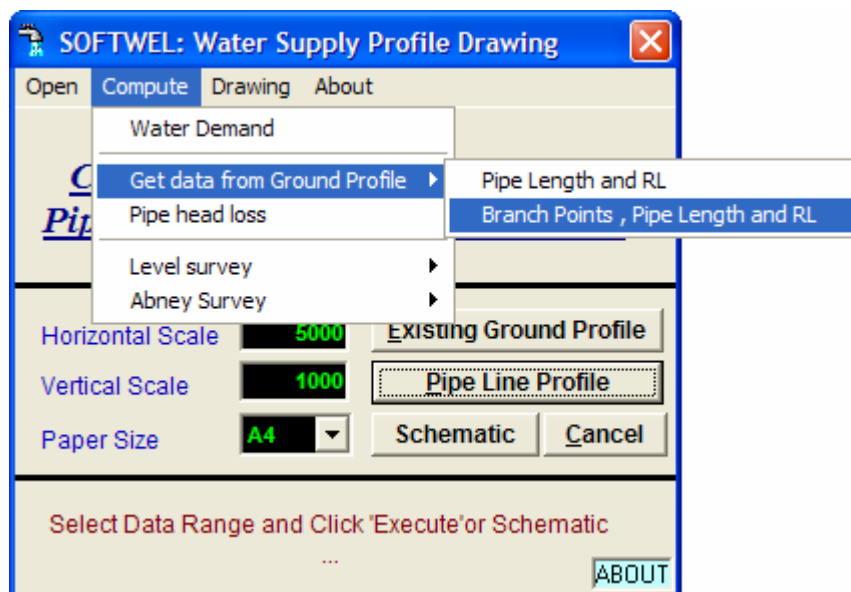 SOFTWEL: Water Supply Profile Drawing
Open Compute Drawing About
Water Demand
Get data from Ground Profile
Pipe Length and RL
Pipe head loss
Branch Points , Pipe Length and RL
Level survey
Abney Survey
Horizontal Scale 5000 Existing Ground Profile
Vertical Scale 1000 Pipe Line Profile
Paper Size A4 Schematic Cancel
Select Data Range and Click 'Execute'or Schematic
...
ABOUT